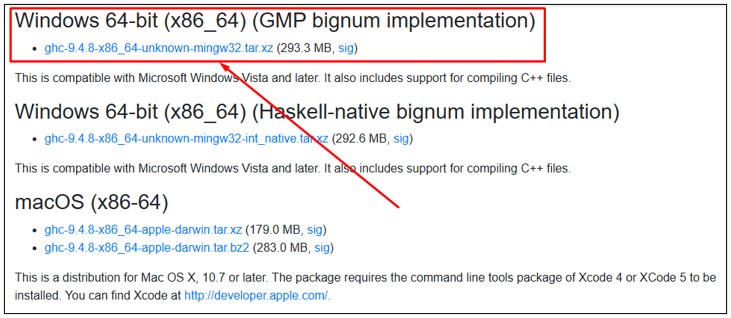 Windows 64-bit (x86_64) (GMP bignum implementation)
ghc-9.4.8-x86_64-unknown-mingw32.tar.xz (293.3 MB, sig)
This is compatible with Microsoft Windows Vista and later. It also includes support for compiling C++ files.
Windows 64-bit (x86_64) (Haskell-native bignum implementation)
ghc-9.4.8-x86_64-unknown-mingw32-int_native.tar.xz (292.6 MB, sig)
This is compatible with Microsoft Windows Vista and later. It also includes support for compiling C++ files.
macOS (x86-64)
ghc-9.4.8-x86_64-apple-darwin.tar.xz (179.0 MB, sig)
ghc-9.4.8-x86_64-apple-darwin.tar.bz2 (283.0 MB, sig)
This is a distribution for Mac OS X, 10.7 or later. The package requires the command line tools package of Xcode 4 or XCode 5 to be
installed. You can find Xcode at http://developer.apple.com/.